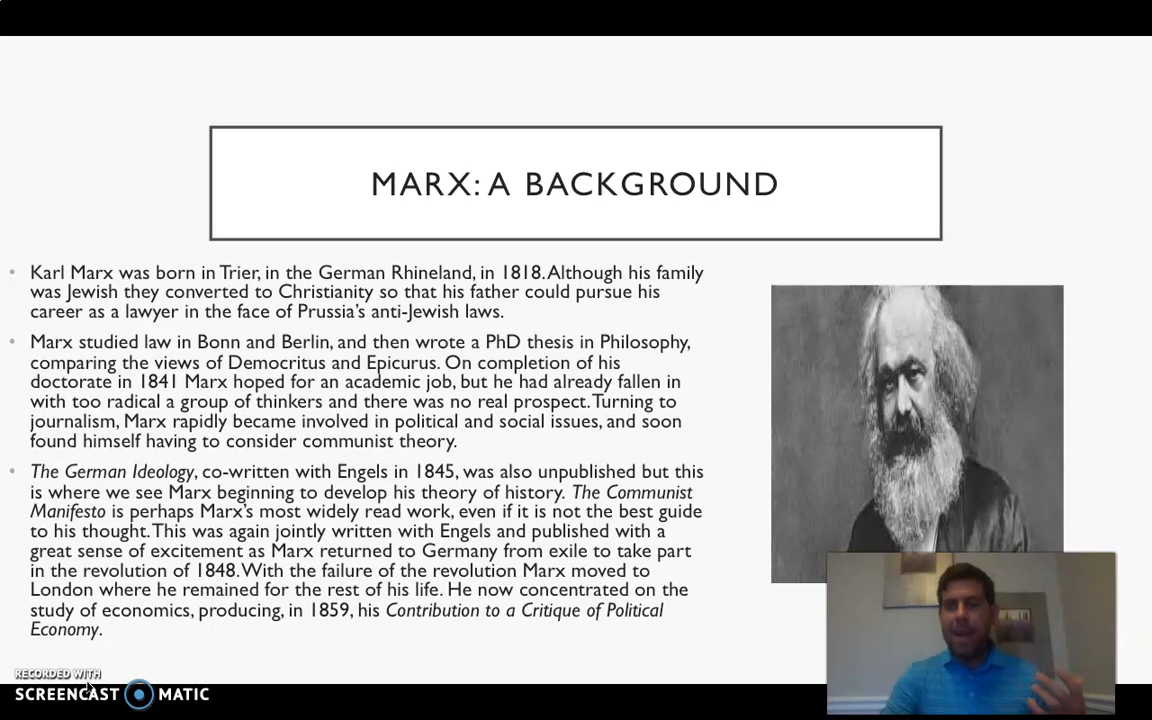 MARX: A BACKGROUND
• Karl Marx was born in Trier, in the German Rhineland, in 1818. Although his family
was Jewish they converted to Christianity so that his father could pursue his
career as a lawyer in the face of Prussia's anti-Jewish laws.
• Marx studied law in Bonn and Berlin, and then wrote a PhD thesis in Philosophy,
comparing the views of Democritus and Epicurus. On completion of his
doctorate in 1841 Marx hoped for an academic job, but he had already fallen in
with too radical a group of thinkers and there was no real prospect. Turning to
journalism, Marx rapidly became involved in political and social issues, and soon
found himself having to consider communist theory.
• The German Ideology, co-written with Engels in 1845, was also unpublished but this
is where we see Marx beginning to develop his theory of history. The Communist
Manifesto is perhaps Marx's most widely read work, even if it is not the best guide
to his thought. This was again jointly written with Engels and published with a
great sense of excitement as Marx returned to Germany from exile to take part
in the revolution of 1848. With the failure of the revolution Marx moved to
London where he remained for the rest of his life. He now concentrated on the
study of economics, producing, in 1859, his Contribution to a Critique of Political
Economy.
RECORDED WITH
SCREENCAST MATIC